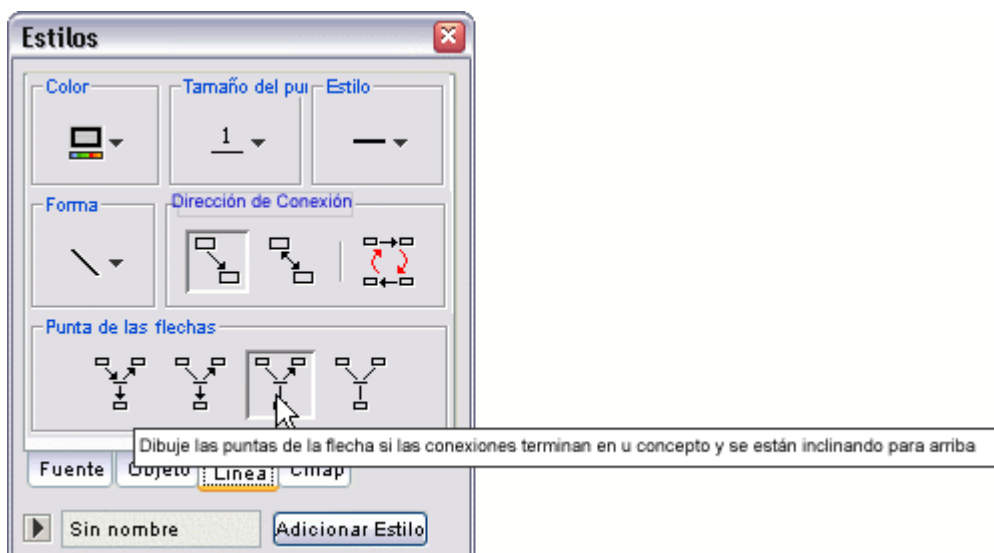 Estilos
Color
Tamaño del pu
Estilo
1
Forma
Dirección de Conexión
Punta de las flechas
Dibuje las puntas de la flecha si las conexiones terminan en u concepto y se están inclinando para arriba
Fuente Objeto Línea Cmap
Sin nombre
Adicionar Estilo